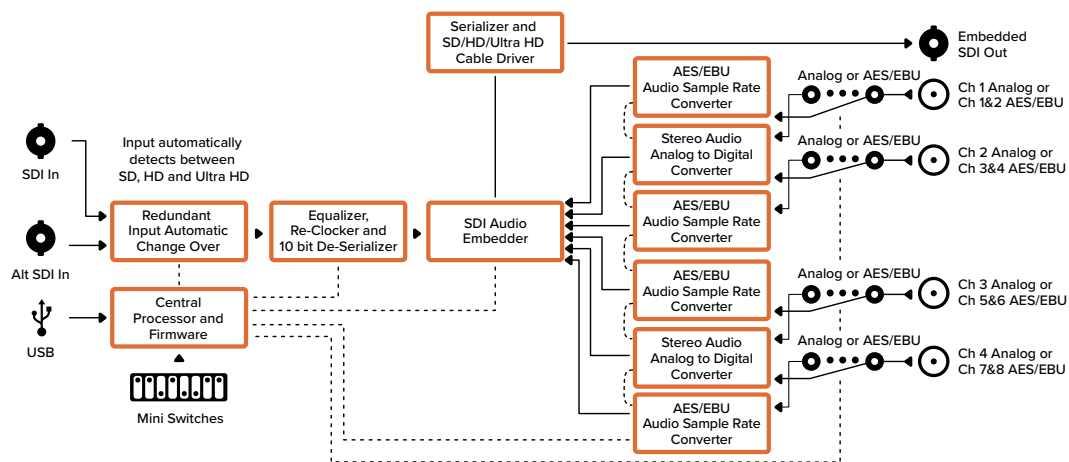 Serializer and
SD/HD/Ultra HD
Cable Driver
Embedded
SDI Out
AES/EBU
Audio Sample Rate
Converter
Analog or AES/EBU
Ch 1 Analog or
Ch 1&2 AES/EBU
Input automatically
detects between
SD, HD and Ultra HD
SDI In
Stereo Audio
Analog to Digital
Converter
Analog or AES/EBU
Ch 2 Analog or
Ch 3&4 AES/EBU
Redundant
Input Automatic
Change Over
Equalizer,
Re-Clocker and
10 bit De-Serializer
SDI Audio
Embedder
AES/EBU
Audio Sample Rate
Converter
Alt SDI In
AES/EBU
Audio Sample Rate
Converter
Analog or AES/EBU
Ch 3 Analog or
Ch 5&6 AES/EBU
USB
Central
Processor and
Firmware
Stereo Audio
Analog to Digital
Converter
Analog or AES/EBU
Ch 4 Analog or
Ch 7&8 AES/EBU
Mini Switches
AES/EBU
Audio Sample Rate
Converter